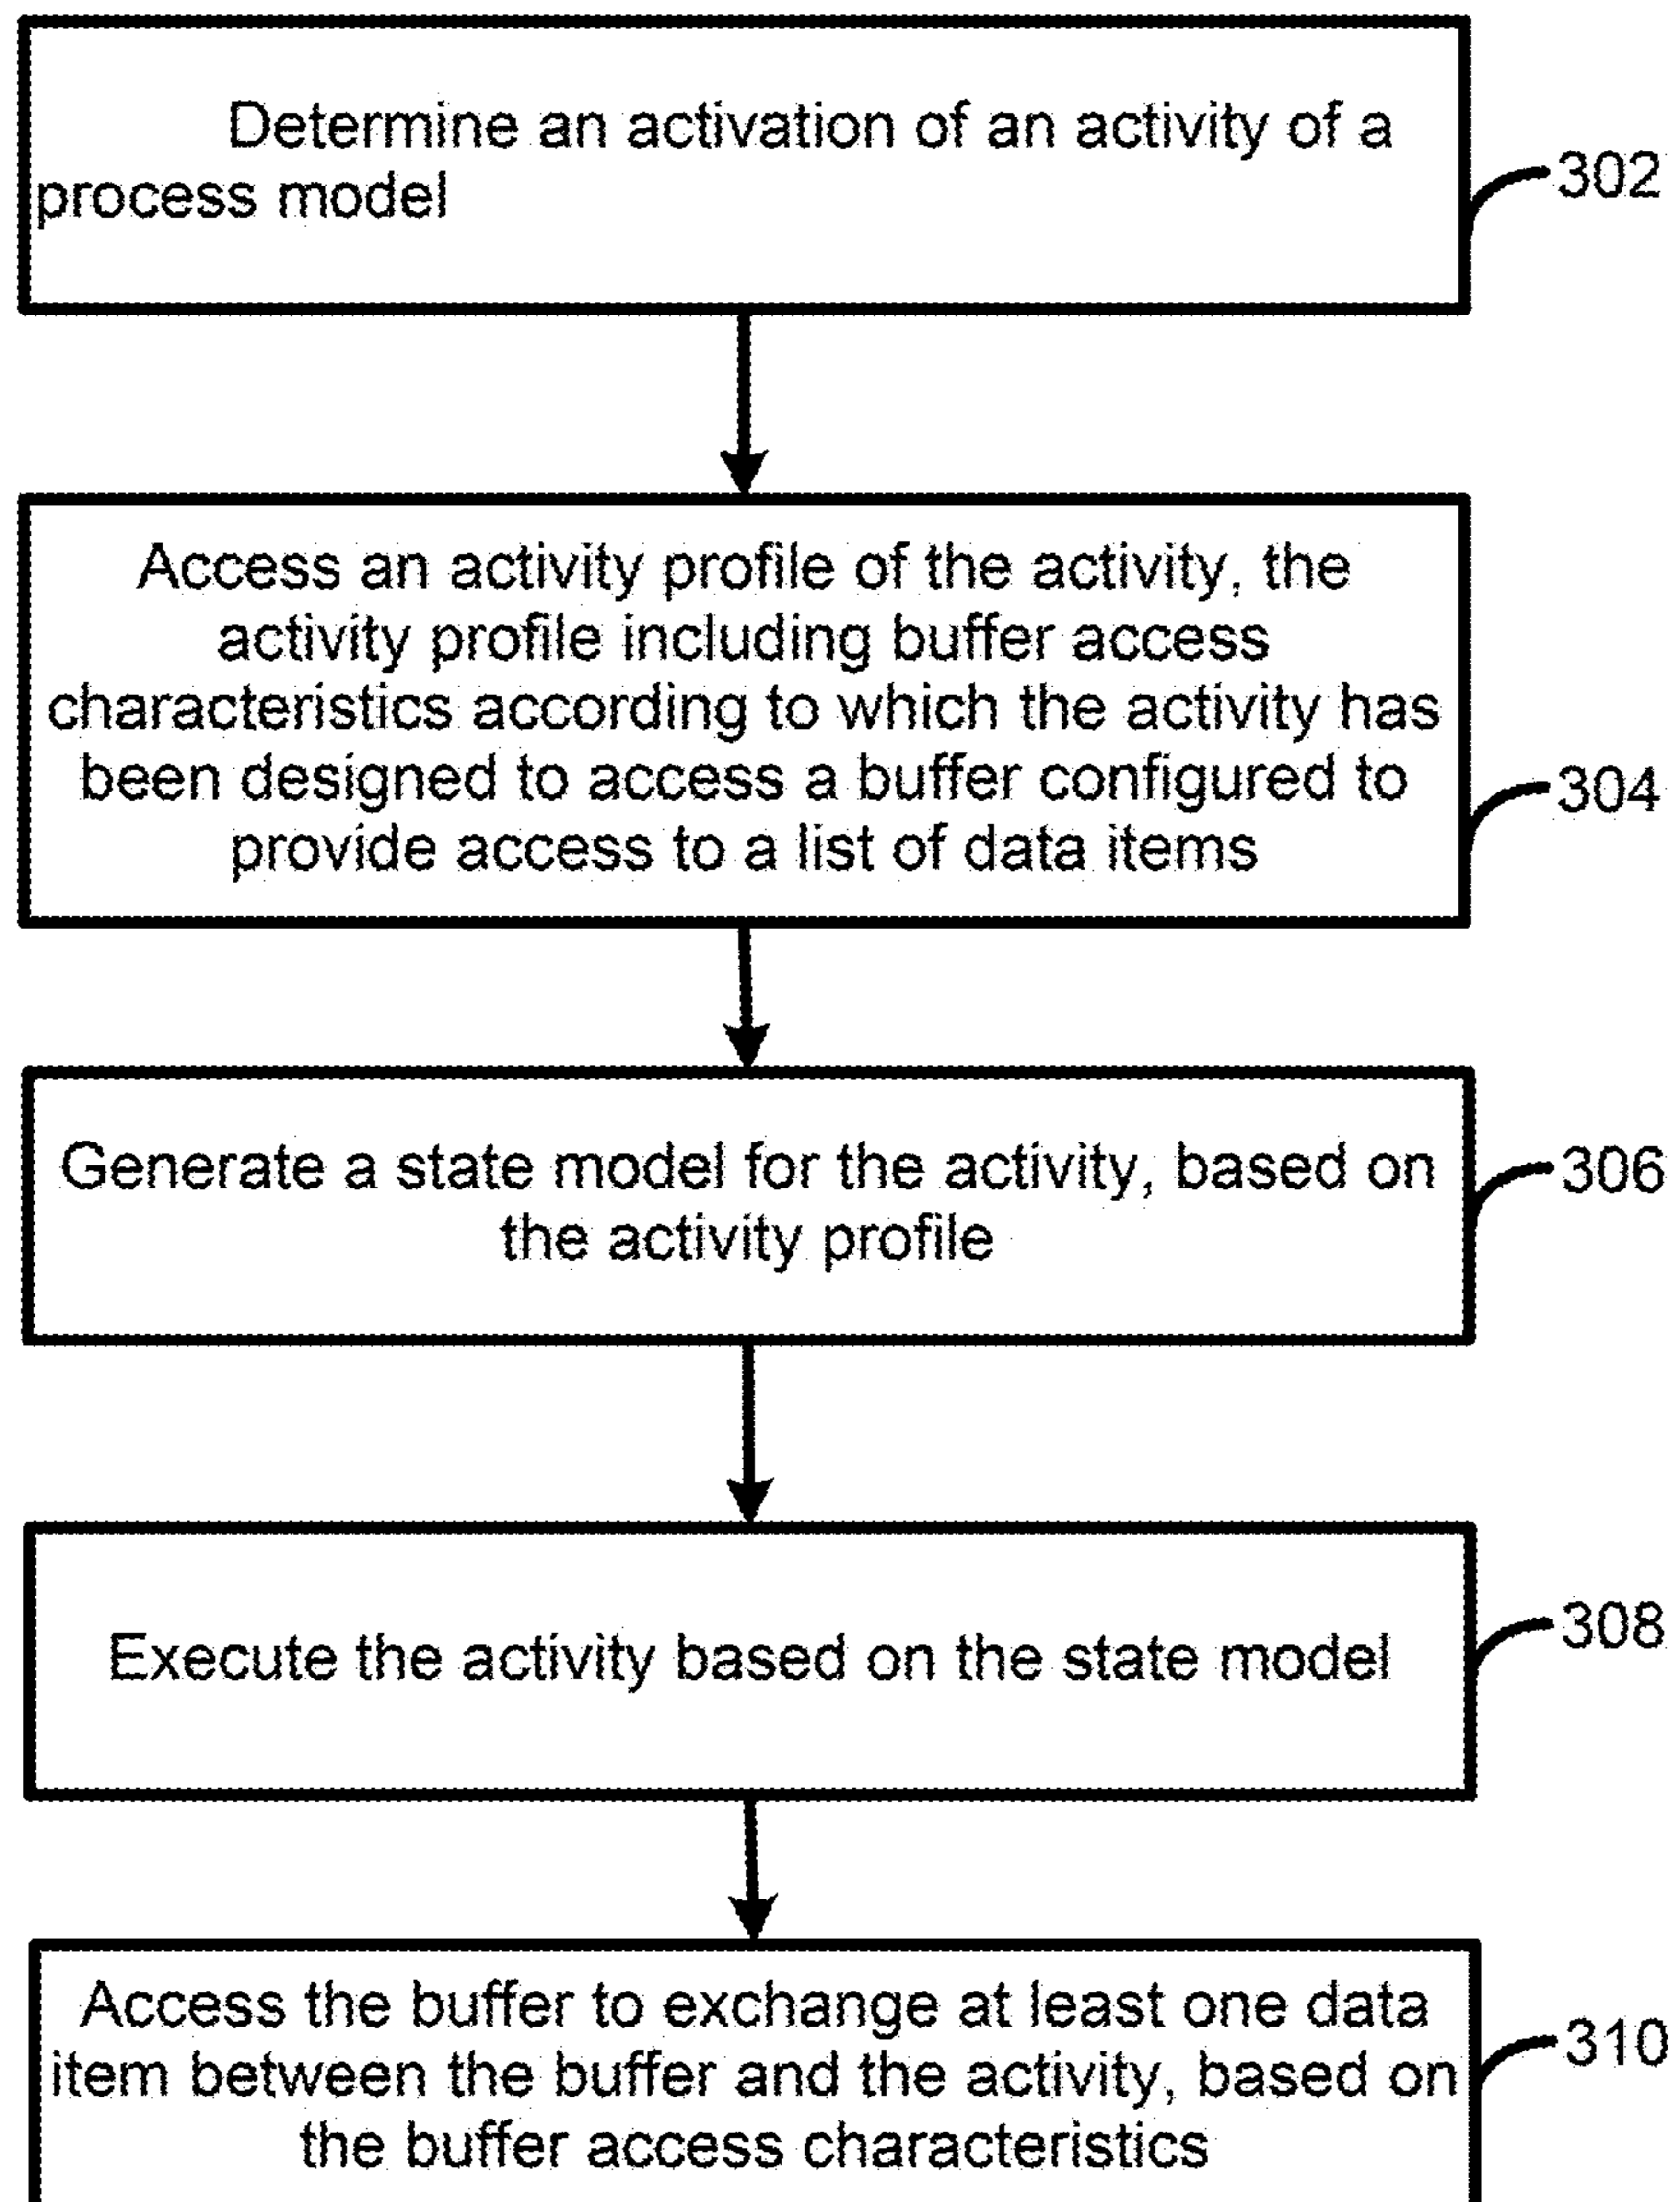 Determine an activation of an activity of a
process model
302
Access an activity profile of the activity, the
activity profile including buffer access
characteristics according to which the activity has
been designed to access a buffer configured to
provide access to a list of data items
304
Generate a state model for the activity, based on
the activity profile
306
Execute the activity based on the state model
308
Access the buffer to exchange at least one data
item between the buffer and the activity, based on
the buffer access characteristics
310